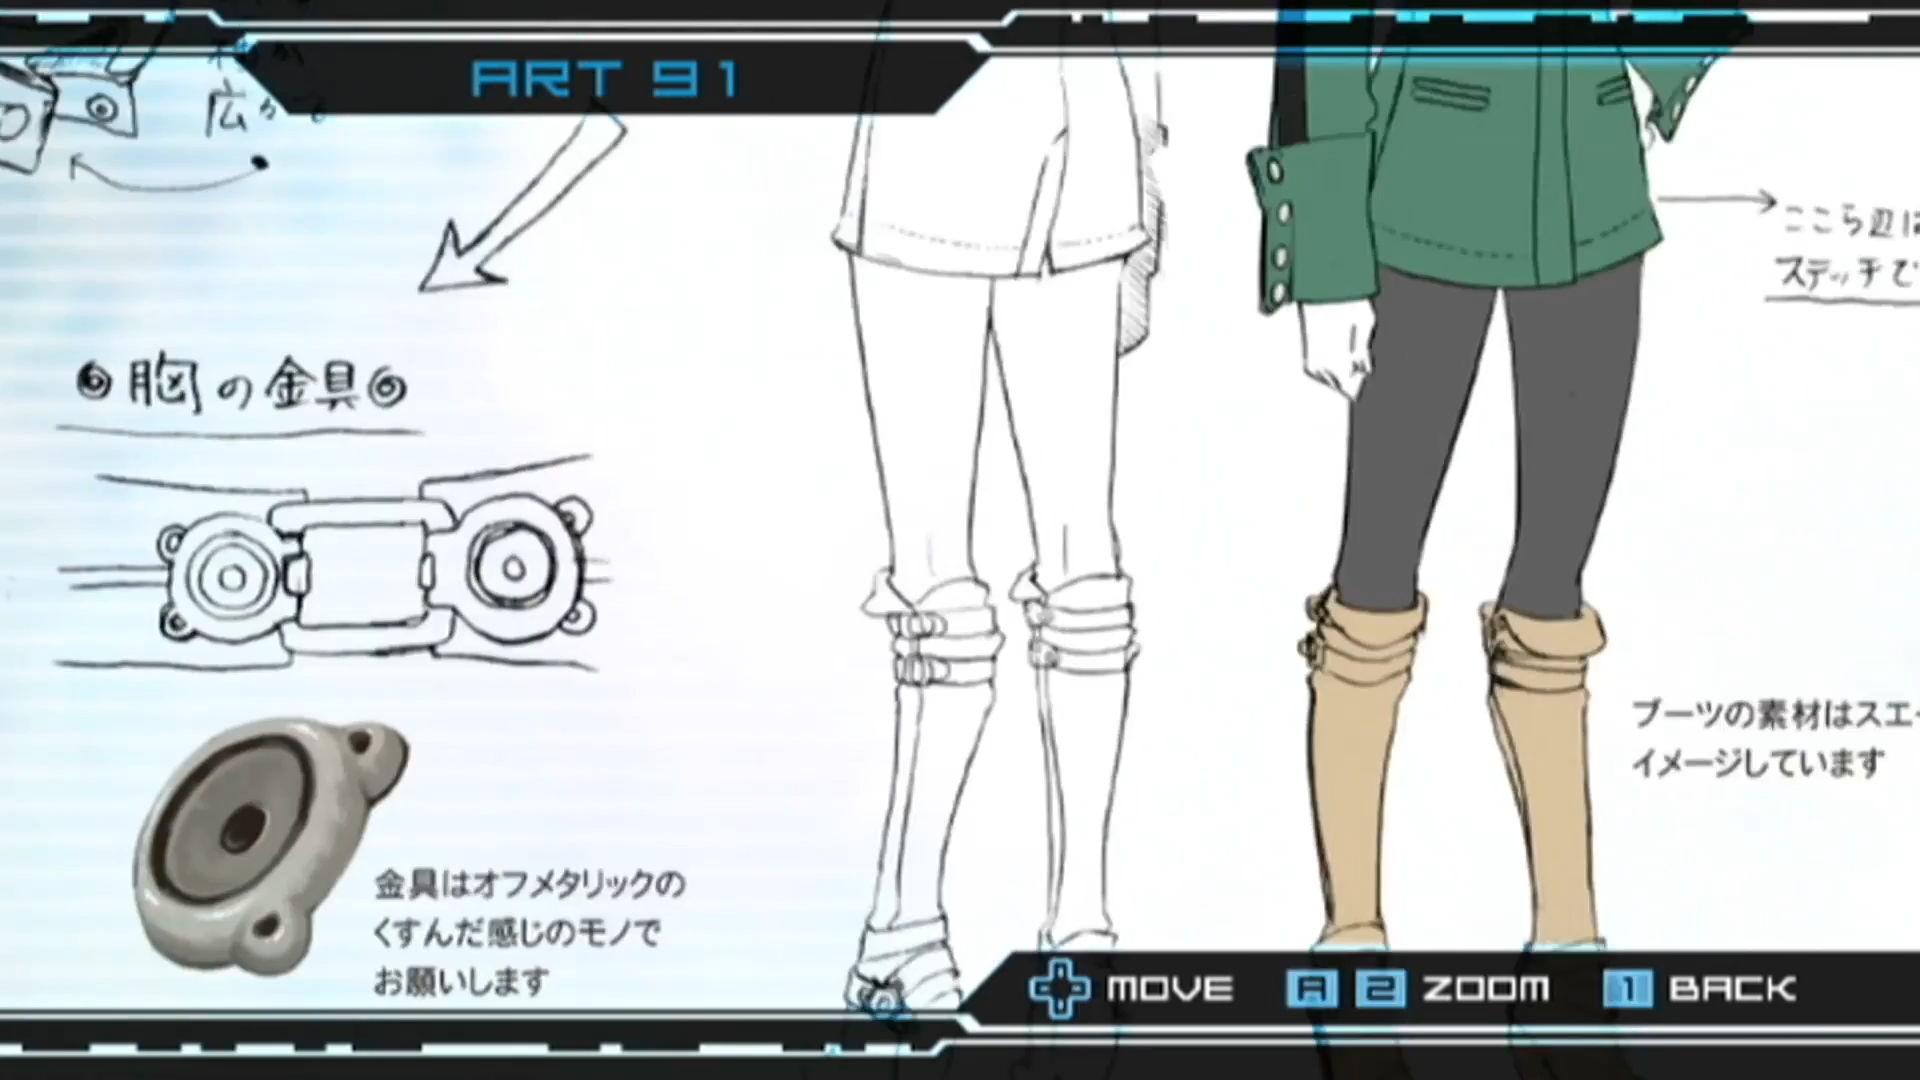 ART 91
広がる
ここら辺は
ステッチで
◎胸の金具◎
ブーツの素材はスエ
イメージしています
金具はオフメタリックの
くすんだ感じのモノで
お願いします
MOVE A 2 ZOOM 1 BACK